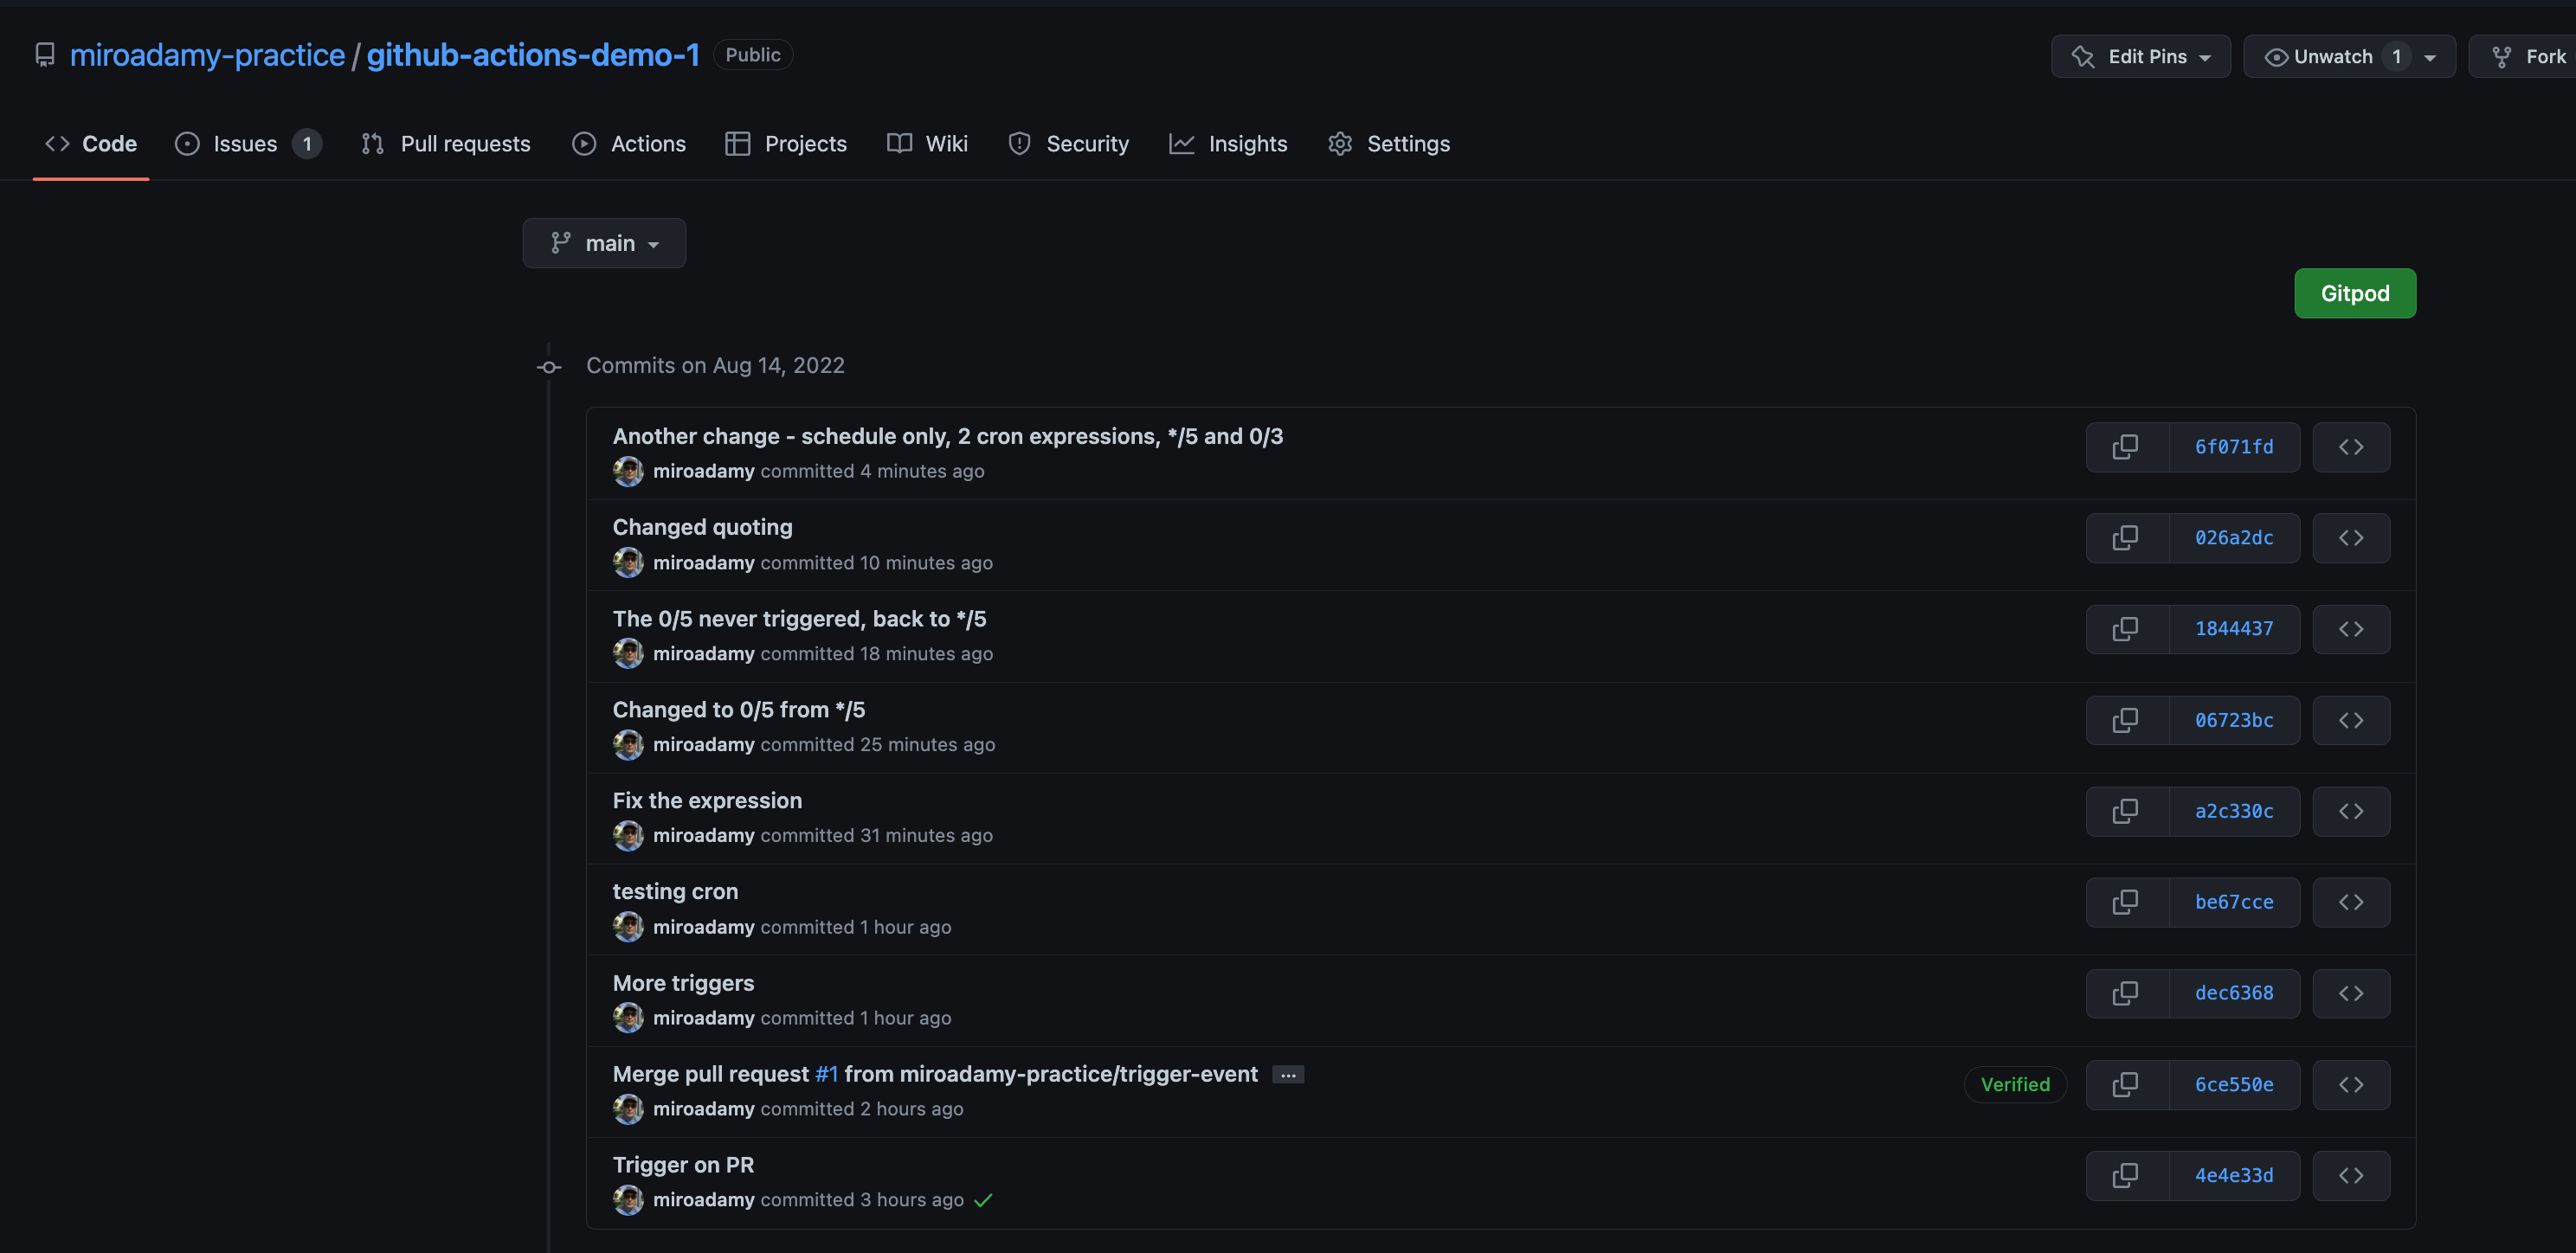 miroadamy-practice / github-actions-demo-1 Public
Edit Pins Unwatch 1 Fork
Code Issues 1 Pull requests Actions Projects Wiki Security Insights Settings
main
Gitpod
Commits on Aug 14, 2022
Another change - schedule only, 2 cron expressions, */5 and 0/3
miroadamy committed 4 minutes ago
6f071fd
Changed quoting
miroadamy committed 10 minutes ago
026a2dc
The 0/5 never triggered, back to */5
miroadamy committed 18 minutes ago
1844437
Changed to 0/5 from */5
miroadamy committed 25 minutes ago
06723bc
Fix the expression
miroadamy committed 31 minutes ago
a2c330c
testing cron
miroadamy committed 1 hour ago
be67cce
More triggers
miroadamy committed 1 hour ago
dec6368
Merge pull request #1 from miroadamy-practice/trigger-event ...
miroadamy committed 2 hours ago
Verified
6ce550e
Trigger on PR
miroadamy committed 3 hours ago
4e4e33d